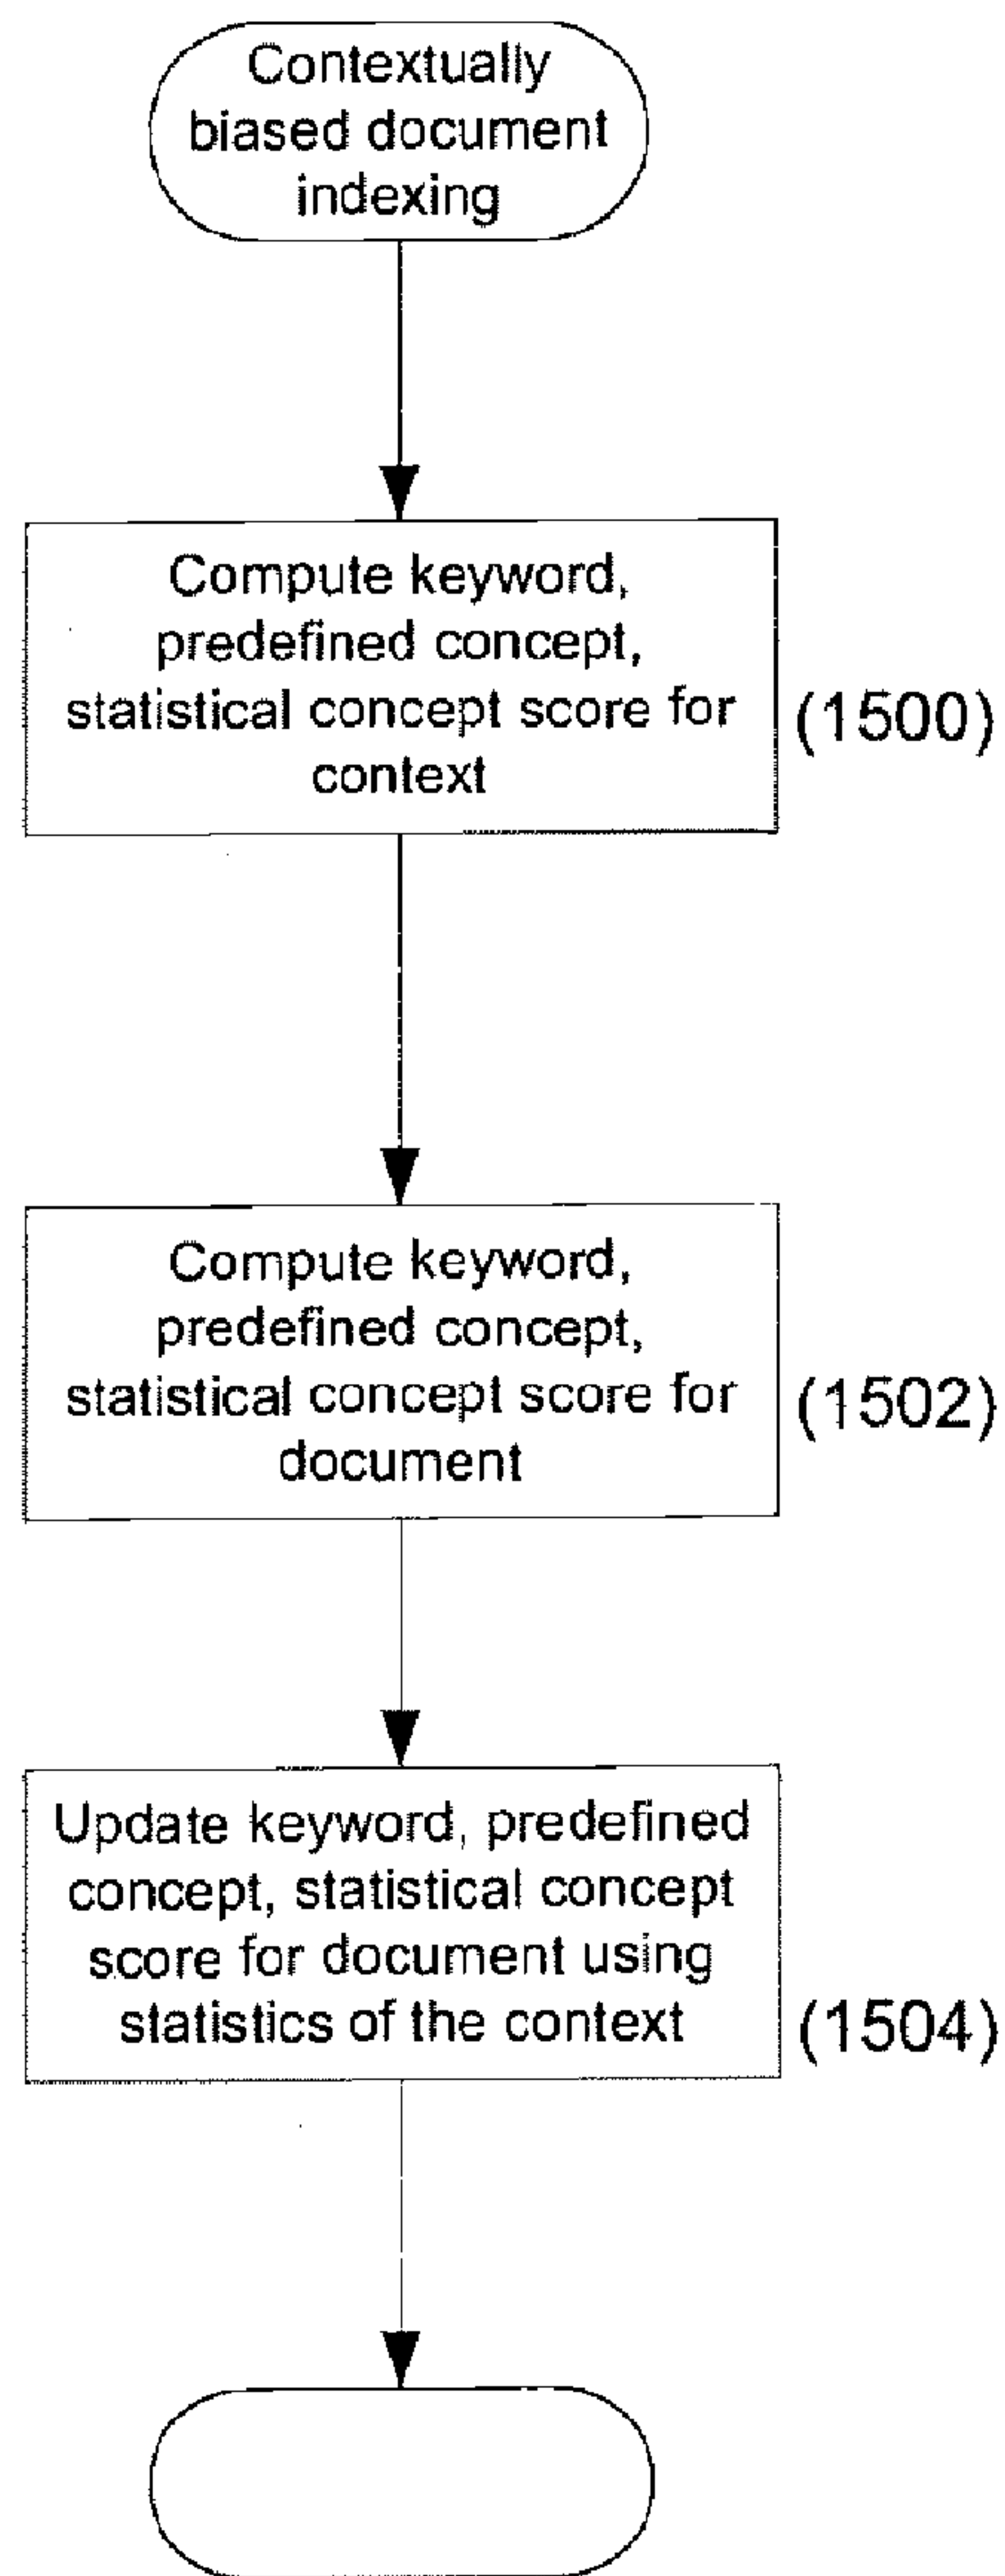 Contextually
biased document
indexing
Compute keyword,
predefined concept,
statistical concept score for
context
(1500)
Compute keyword,
predefined concept,
statistical concept score for
document
(1502)
Update keyword, predefined
concept, statistical concept
score for document using
statistics of the context
(1504)